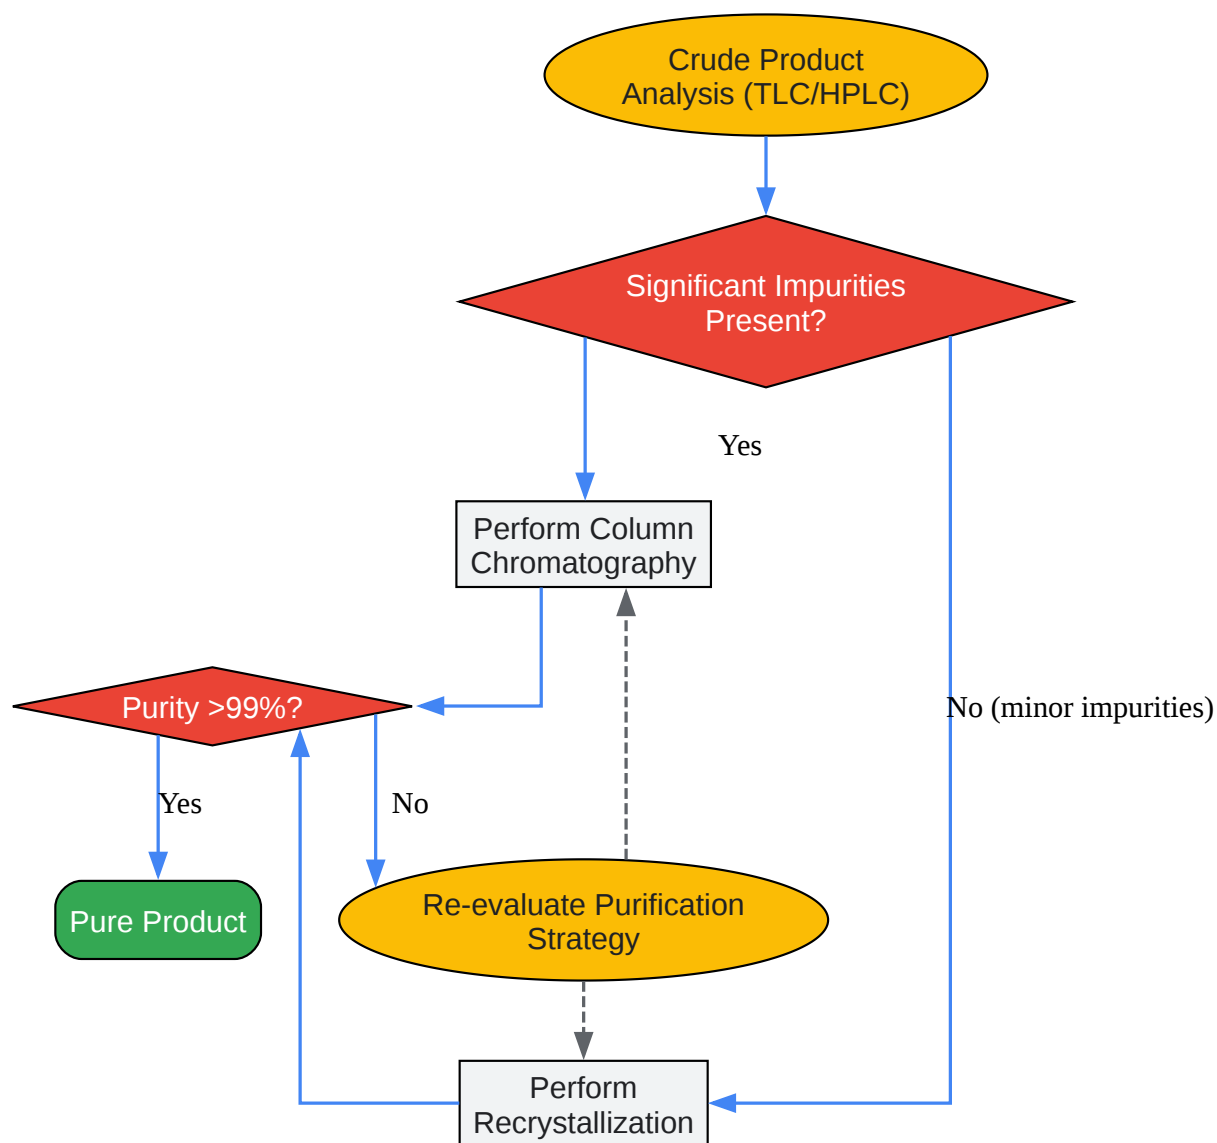 Crude Product
Analysis (TLC/HPLC)
Significant Impurities
Present?
Yes
Perform Column
Chromatography
Purity >99%?
No (minor impurities)
Yes
No
Pure Product
Re-evaluate Purification
Strategy
Perform
Recrystallization